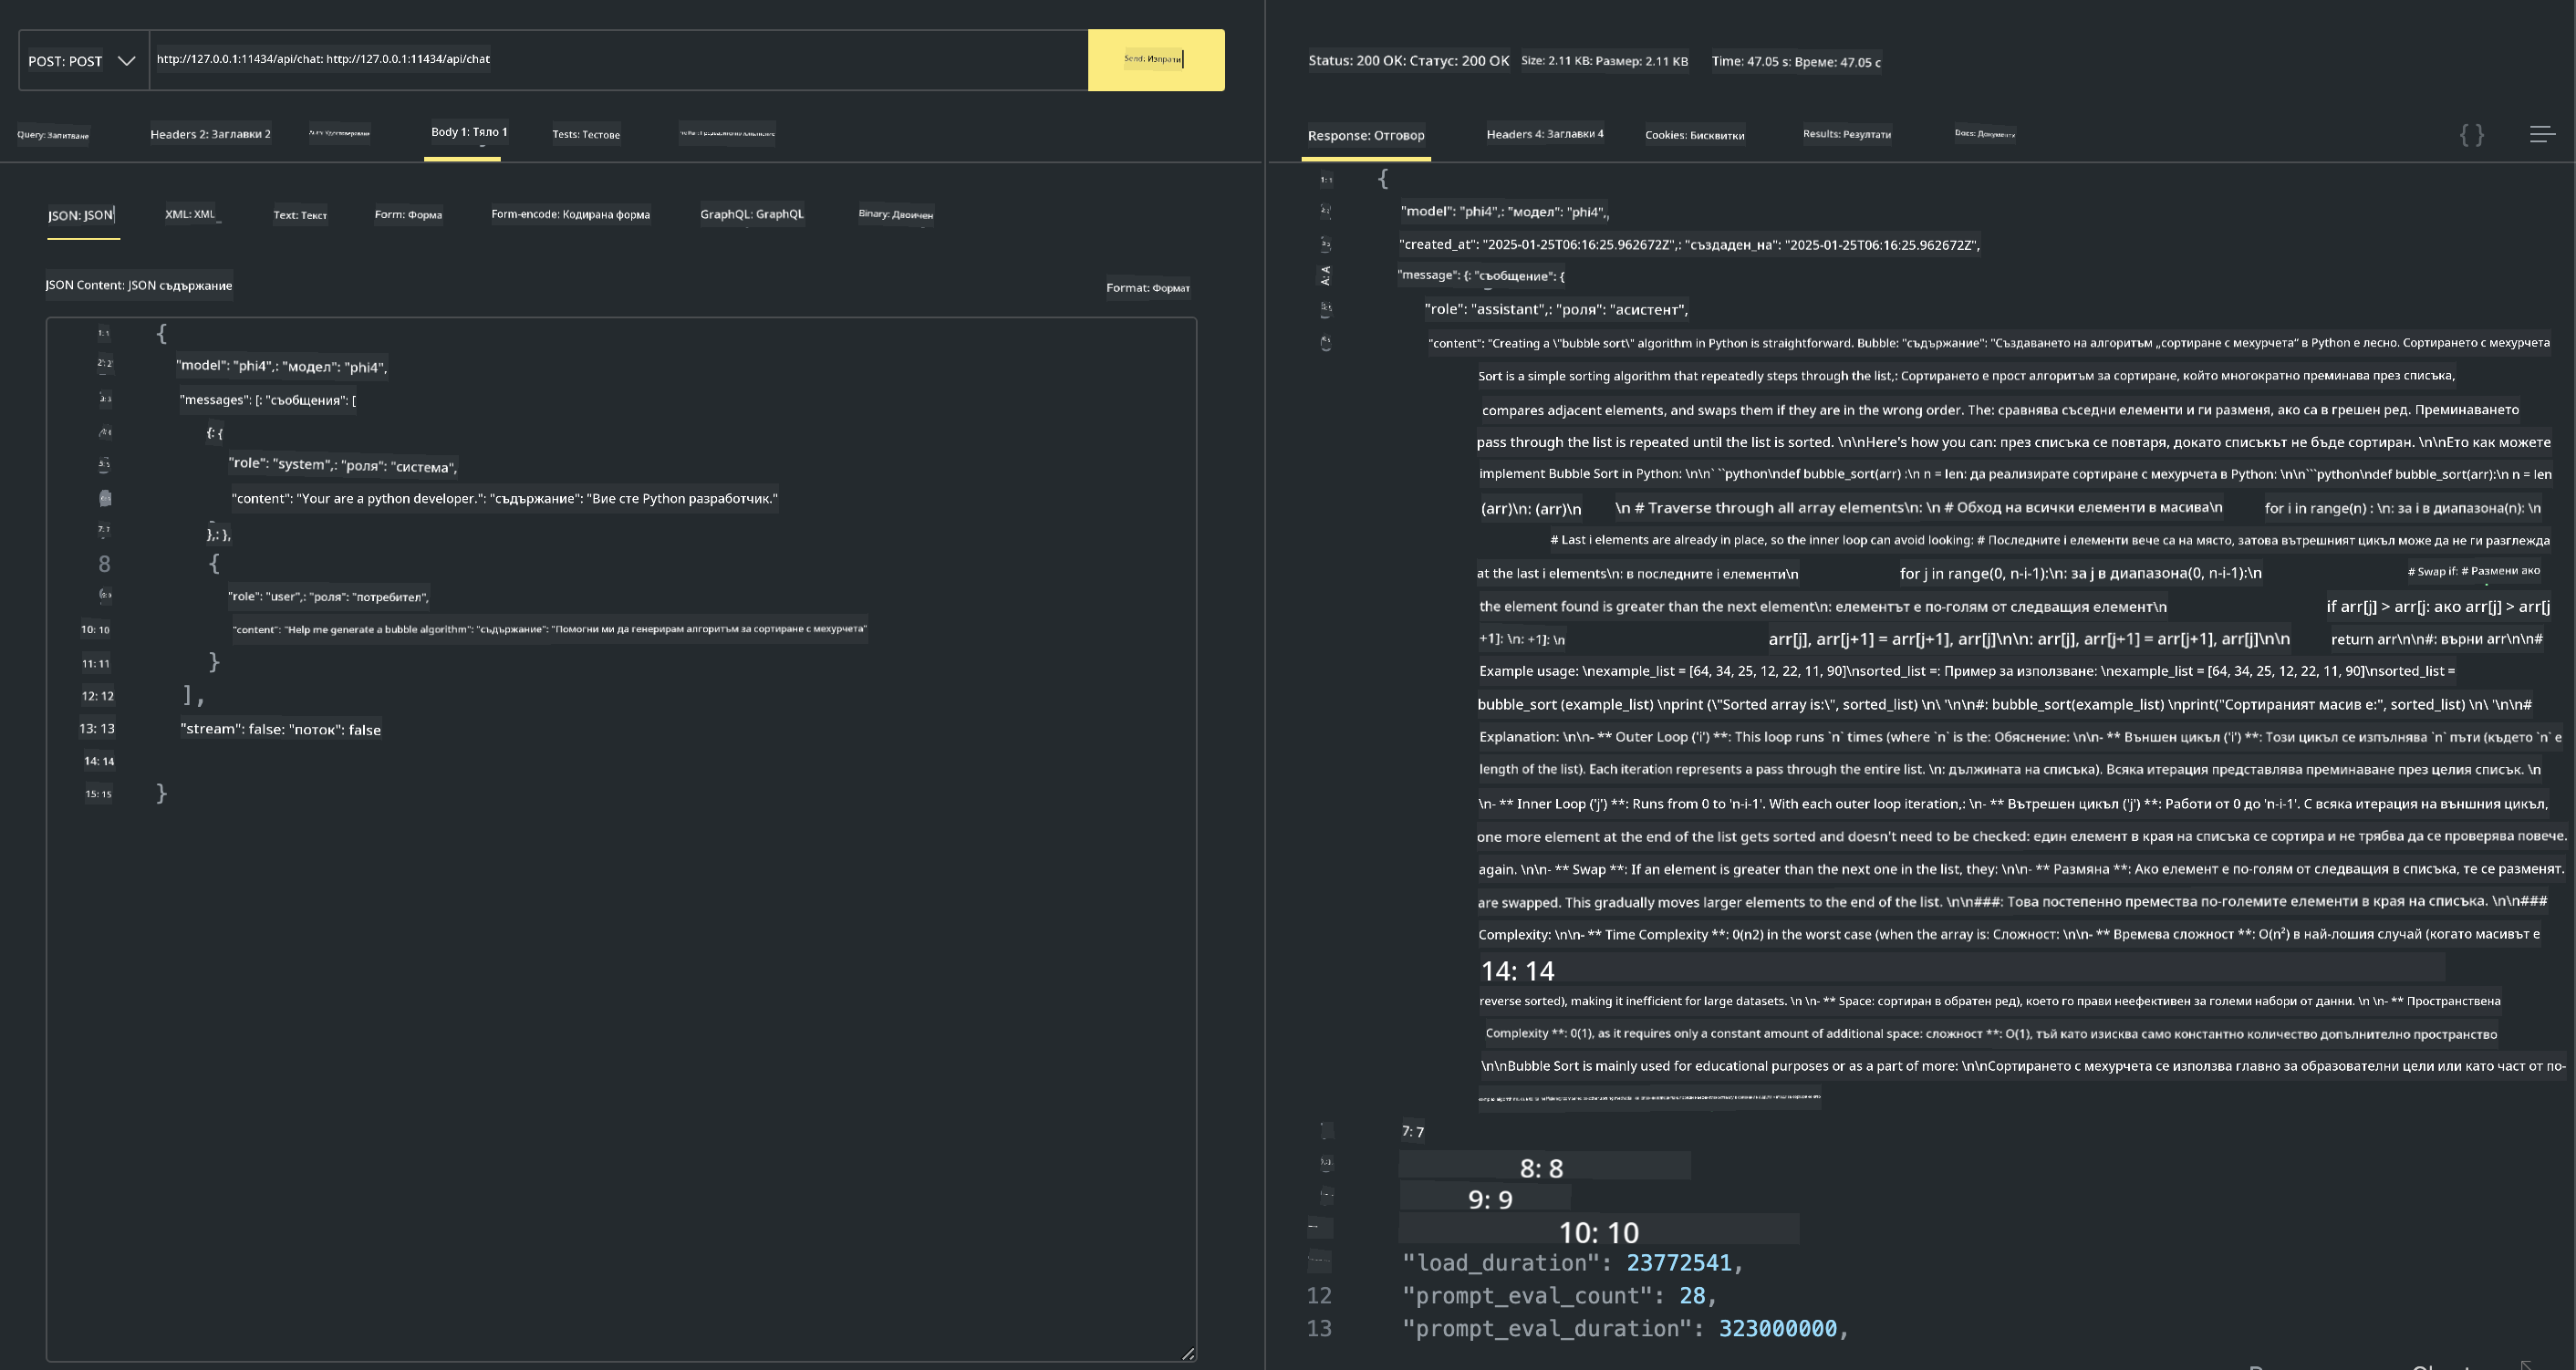 POST: POST
http://127.0.0.1:11434/api/chat: http://127.0.0.1:11434/api/chat
Send: Изпрати
Query: Запитване
Headers 2: Заглавки 2
Body 1: Тяло 1
Tests: Тестове
JSON: JSON
XML: XML
Text: Текст
Form: Форма
Form-encode: Кодирана форма
GraphQL: GraphQL
Binary: Двоичен
JSON Content: JSON съдържание
Format: Формат
1: 1 {
2: 2 "model": "phi4",: "модел": "phi4",
"messages": [: "съобщения": [
{: {
"role": "system",: "роля": "система",
"content": "Your are a python developer.": "съдържание": "Вие сте Python разработчик."
7: 7 },: },
8 {
"role": "user",: "роля": "потребител",
10: 10 "content": "Help me generate a bubble algorithm": "съдържание": "Помогни ми да генерирам алгоритъм за сортиране с мехурчета"
11: 11 }
12: 12 ],
13: 13 "stream": false: "поток": false
14: 14
15: 15 }
Status: 200 OK: Статус: 200 OK
Size: 2.11 KB: Размер: 2.11 KB
Time: 47.05 s: Време: 47.05 с
Response: Отговор
Headers 4: Заглавки 4
Cookies: Бисквитки
Results: Резултати
Docs: Документи
{ }
1: 1 {
"model": "phi4",: "модел": "phi4",
"created_at": "2025-01-25T06:16:25.962672Z",: "създаден_на": "2025-01-25T06:16:25.962672Z",
A: A "message": {: "съобщение": {
"role": "assistant",: "роля": "асистент",
"content": "Creating a \"bubble sort\" algorithm in Python is straightforward. Bubble: "съдържание": "Създаването на алгоритъм „сортиране с мехурчета“ в Python е лесно. Сортирането с мехурчета
Sort is a simple sorting algorithm that repeatedly steps through the list,: Сортирането е прост алгоритъм за сортиране, който многократно преминава през списъка,
compares adjacent elements, and swaps them if they are in the wrong order. The: сравнява съседни елементи и ги разменя, ако са в грешен ред. Преминаването
pass through the list is repeated until the list is sorted. \n\nHere's how you can: през списъка се повтаря, докато списъкът не бъде сортиран. \n\nЕто как можете
implement Bubble Sort in Python: \n\n` ``python\ndef bubble_sort(arr) :\n n = len: да реализирате сортиране с мехурчета в Python: \n\n```python\ndef bubble_sort(arr):\n n = len
(arr)\n: (arr)\n \n # Traverse through all array elements\n: \n # Обход на всички елементи в масива\n for i in range(n) : \n: за i в диапазона(n): \n
# Last i elements are already in place, so the inner loop can avoid looking: # Последните i елементи вече са на място, затова вътрешният цикъл може да не ги разглежда
at the last i elements\n: в последните i елементи\n for j in range(0, n-i-1):\n: за j в диапазона(0, n-i-1):\n # Swap if: # Размени ако
the element found is greater than the next element\n: елементът е по-голям от следващия елемент\n if arr[j] > arr[j: ако arr[j] > arr[j
+1]: \n: +1]: \n arr[j], arr[j+1] = arr[j+1], arr[j]\n\n: arr[j], arr[j+1] = arr[j+1], arr[j]\n\n return arr\n\n#: върни arr\n\n#
Example usage: \nexample_list = [64, 34, 25, 12, 22, 11, 90]\nsorted_list =: Пример за използване: \nexample_list = [64, 34, 25, 12, 22, 11, 90]\nsorted_list =
bubble_sort (example_list) \nprint (\"Sorted array is:\", sorted_list) \n\ '\n\n#: bubble_sort(example_list) \nprint("Сортираният масив е:", sorted_list) \n\ '\n\n#
Explanation: \n\n- ** Outer Loop ('i') **: This loop runs `n` times (where `n` is the: Обяснение: \n\n- ** Външен цикъл ('i') **: Този цикъл се изпълнява `n` пъти (където `n` е
length of the list). Each iteration represents a pass through the entire list. \n: дължината на списъка). Всяка итерация представлява преминаване през целия списък. \n
\n- ** Inner Loop ('j') **: Runs from 0 to 'n-i-1'. With each outer loop iteration,: \n- ** Вътрешен цикъл ('j') **: Работи от 0 до 'n-i-1'. С всяка итерация на външния цикъл,
one more element at the end of the list gets sorted and doesn't need to be checked: един елемент в края на списъка се сортира и не трябва да се проверява повече.
again. \n\n- ** Swap **: If an element is greater than the next one in the list, they: \n\n- ** Размяна **: Ако елемент е по-голям от следващия в списъка, те се разменят.
are swapped. This gradually moves larger elements to the end of the list. \n\n###: Това постепенно премества по-големите елементи в края на списъка. \n\n###
Complexity: \n\n- ** Time Complexity **: 0(n2) in the worst case (when the array is: Сложност: \n\n- ** Времева сложност **: O(n²) в най-лошия случай (когато масивът е
14: 14
reverse sorted), making it inefficient for large datasets. \n \n- ** Space: сортиран в обратен ред), което го прави неефективен за големи набори от данни. \n \n- ** Пространствена
Complexity **: 0(1), as it requires only a constant amount of additional space: сложност **: O(1), тъй като изисква само константно количество допълнително пространство
\n\nBubble Sort is mainly used for educational purposes or as a part of more: \n\nСортирането с мехурчета се използва главно за образователни цели или като част от по-
7: 7
8: 8
9: 9
10: 10
"load_duration": 23772541,
12 "prompt_eval_count": 28,
13 "prompt_eval_duration": 323000000,